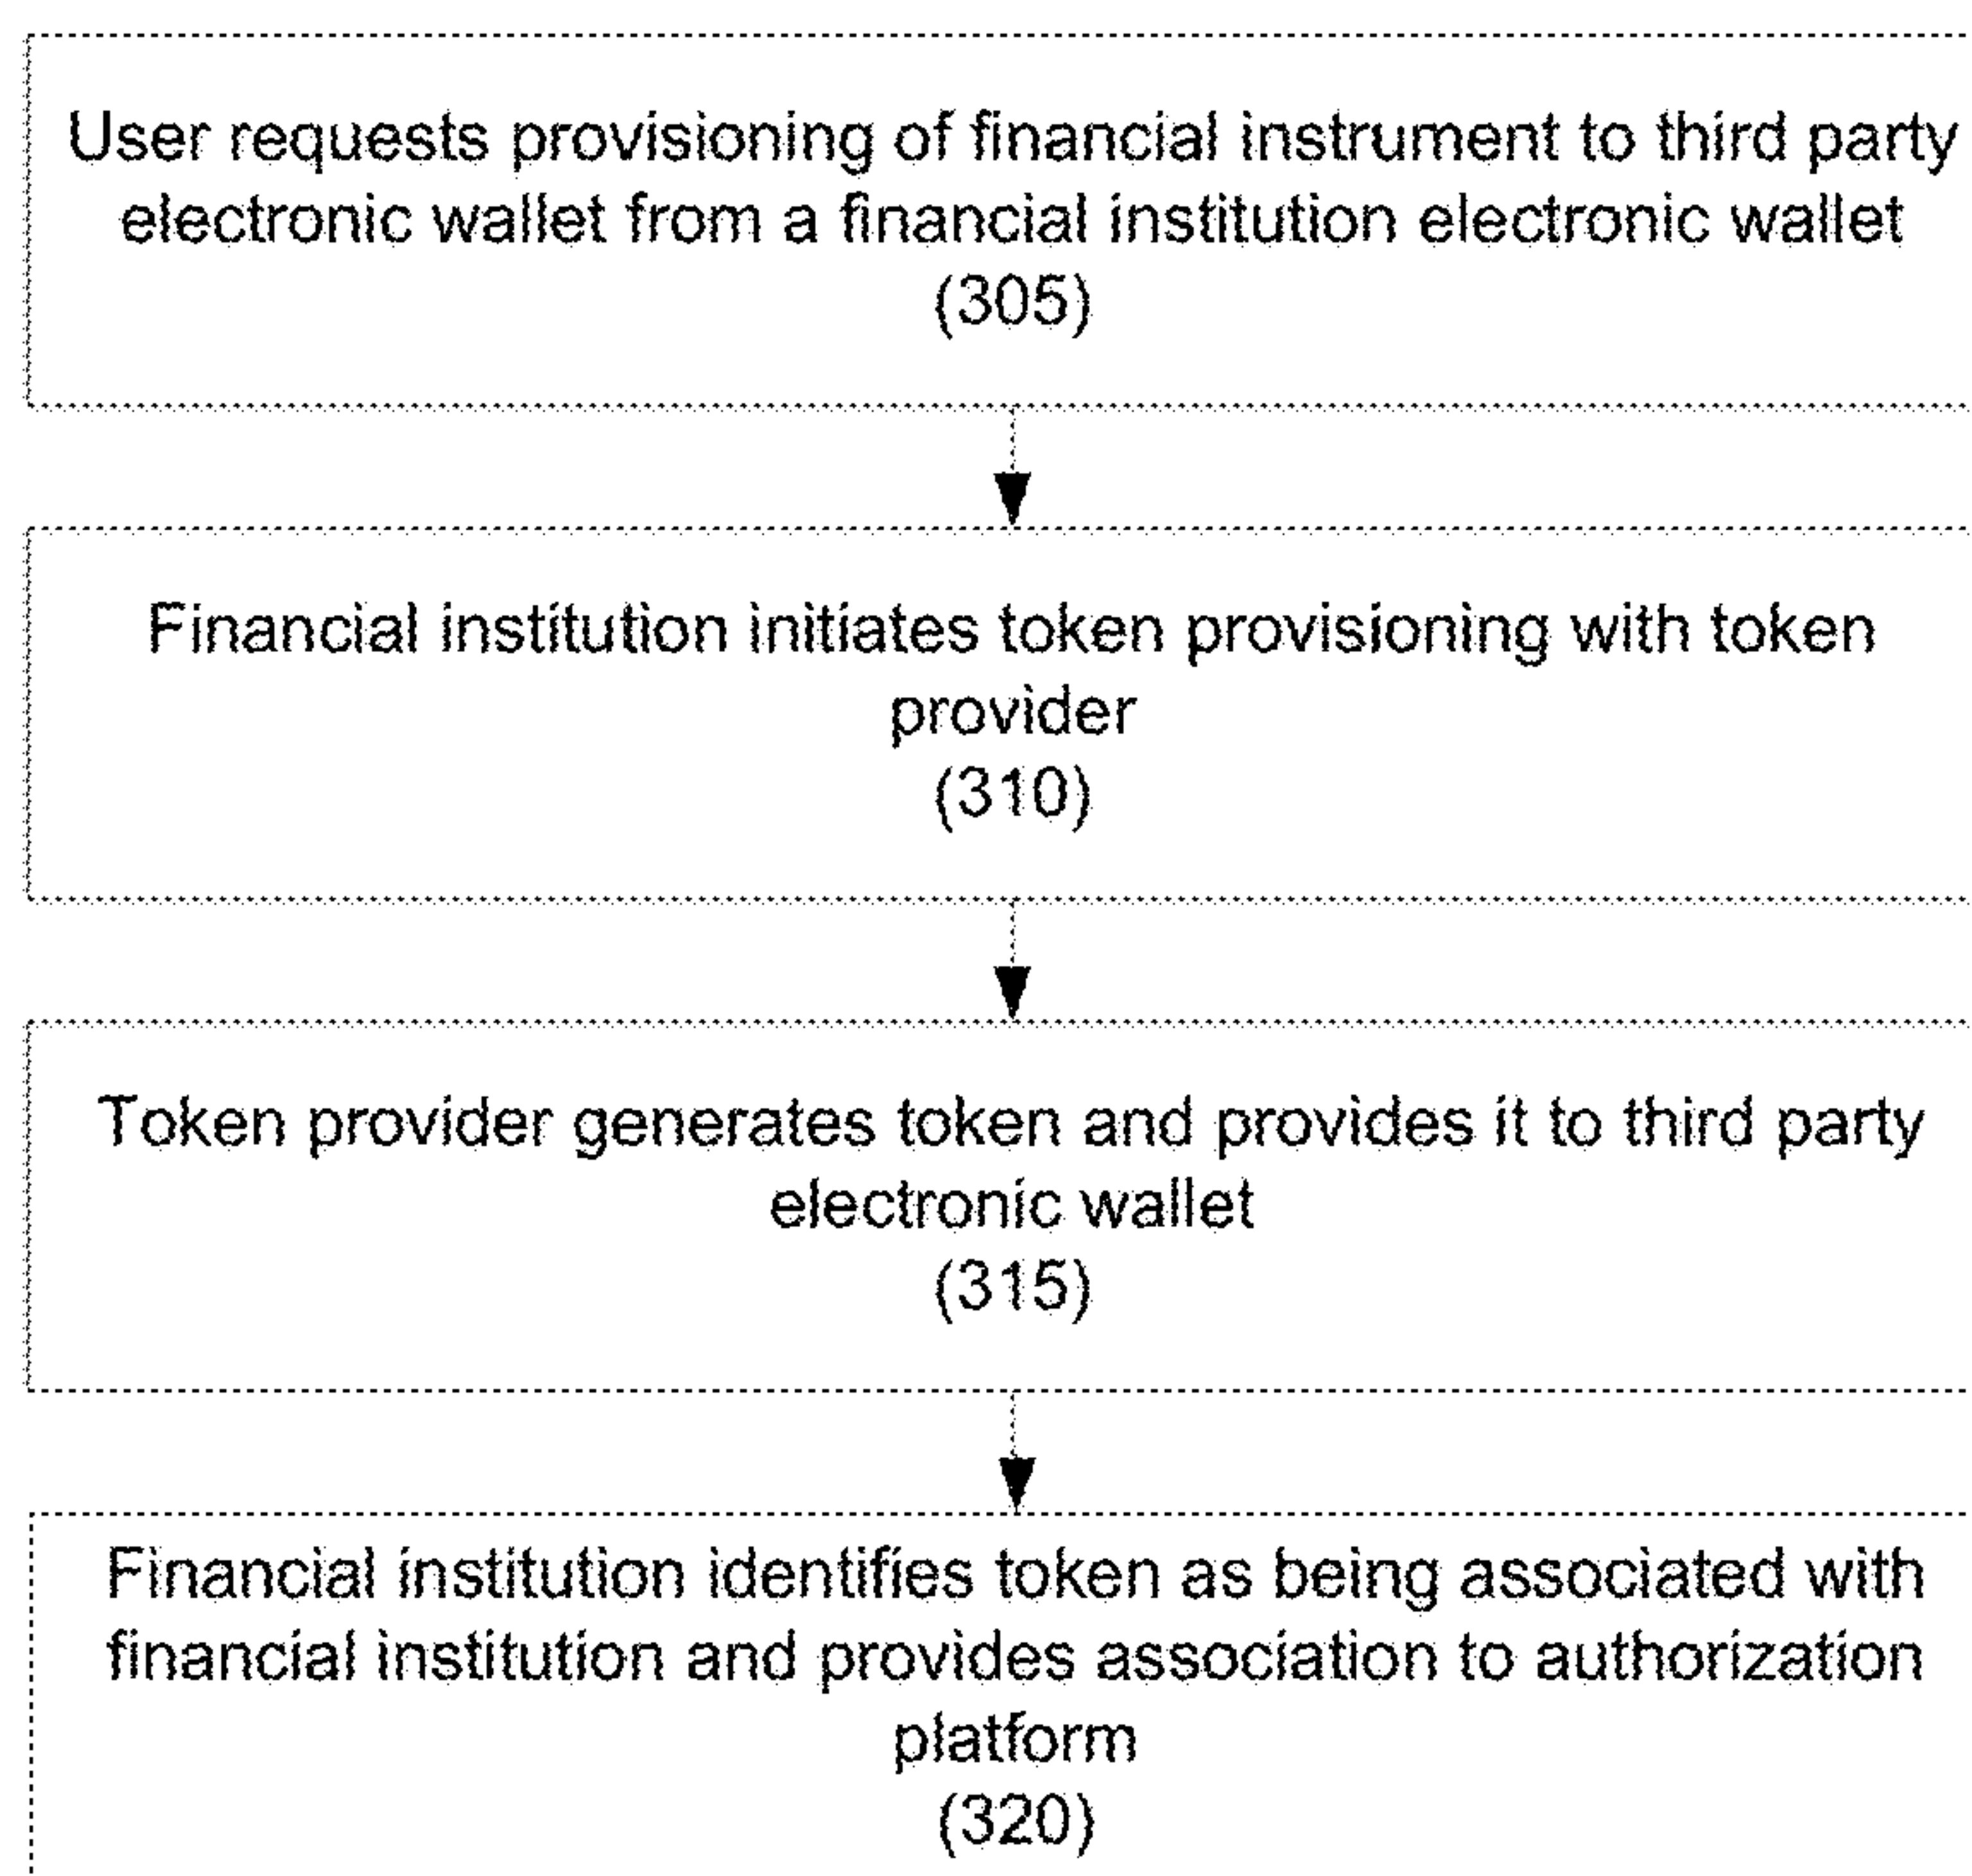 User requests provisioning of financial instrument to third party
electronic wallet from a financial institution electronic wallet
(305)
Financial institution initiates token provisioning with token
provider
(310)
Token provider generates token and provides it to third party
electronic wallet
(315)
Financial institution identifies token as being associated with
financial institution and provides association to authorization
platform
(320)